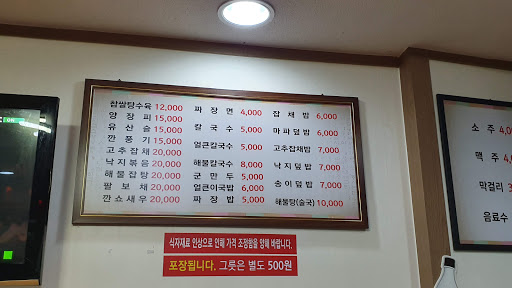 찹쌀탕수육 12,000 짜장면 4,000 잡채밥 6,000
양장피 15,000 칼국수 5,000 마파덮밥 6,000
유산슬 15,000 얼큰칼국수 5,000 고추잡채밥 7,000
깐풍기 15,000 해물칼국수 8,000 낙지덮밥 7,000
고추잡채 20,000 군만두 5,000 송이덮밥 7,000
낙지볶음 20,000 얼큰이국밥 6,000 해물탕(술국) 10,000
해물잡탕 20,000 짜장밥 5,000
팔보채 20,000
깐쇼새우 20,000
소주 4
맥주 4
막걸리 3
음료수
식자재료 인상으로 인해 가격 조정함을 양해 바랍니다.
포장됩니다. 그릇은 별도 500원